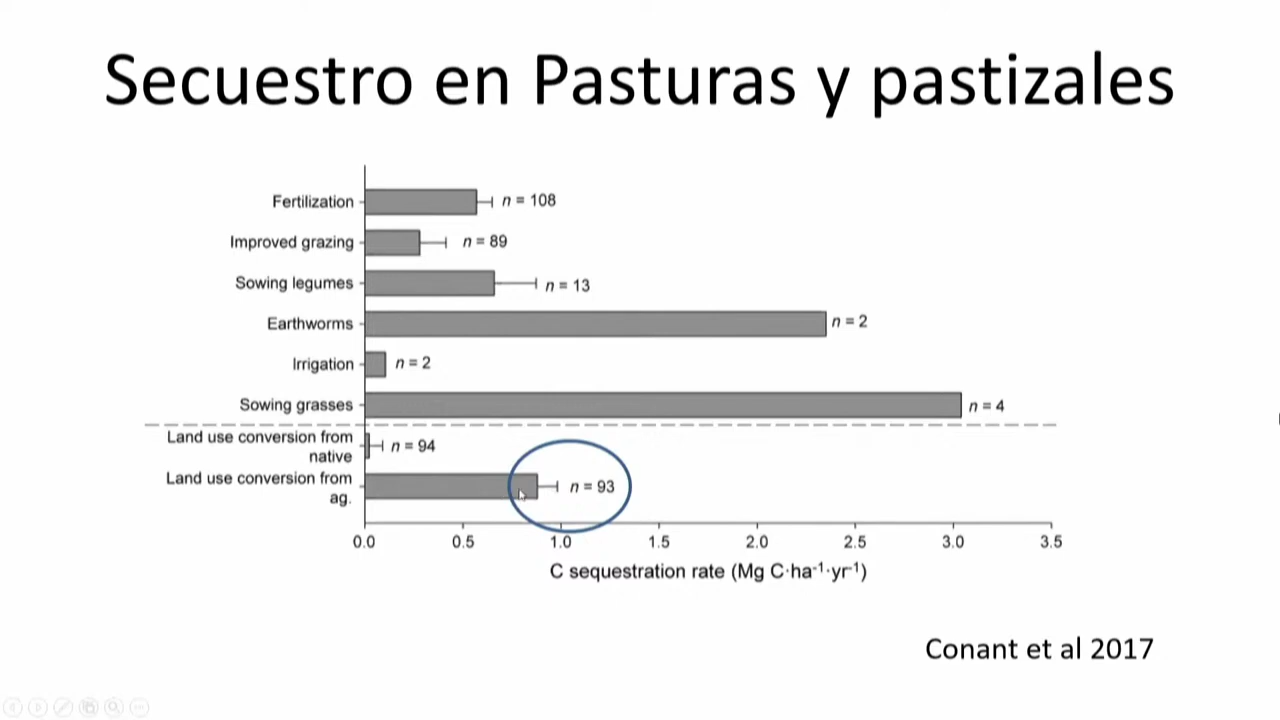 Secuestro en Pasturas y pastizales
Fertilization
n = 108
Improved grazing
n = 89
Sowing legumes
n = 13
Earthworms
n = 2
Irrigation
n = 2
Sowing grasses
n = 4
Land use conversion from
native
n = 94
Land use conversion from
ag.
n = 93
0.0 0.5 1.0 1.5 2.0 2.5 3.0 3.5
C sequestration rate (Mg C·ha⁻¹·yr⁻¹)
Conant et al 2017